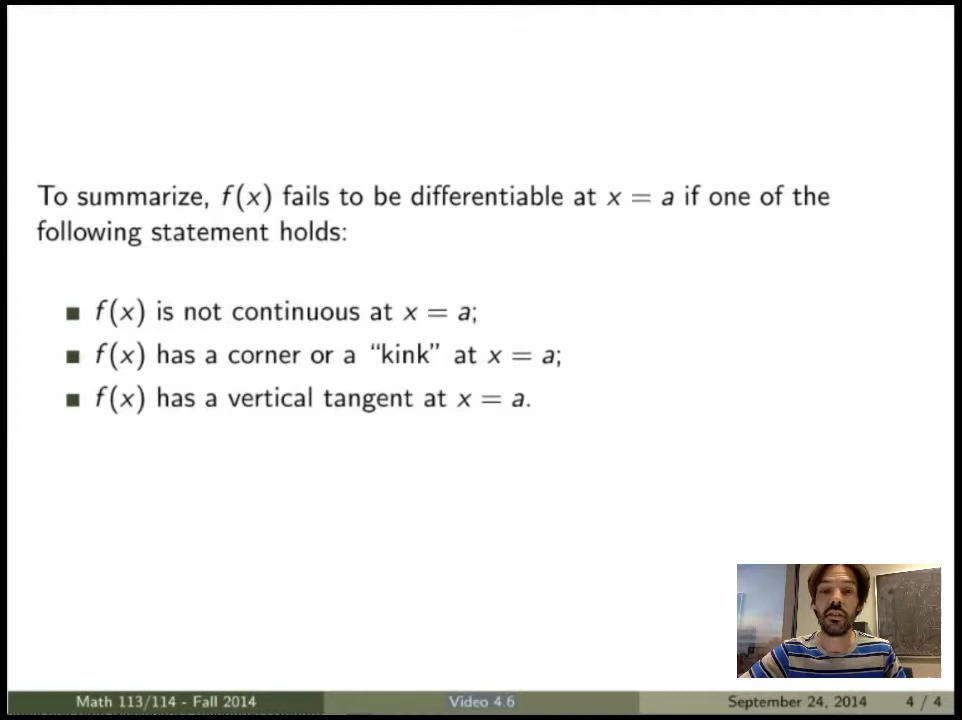 To summarize, f(x) fails to be differentiable at x = a if one of the
following statement holds:
f(x) is not continuous at x = a;
f(x) has a corner or a “kink” at x = a;
f(x) has a vertical tangent at x = a.
Math 113/114 - Fall 2014 Video 4.6 September 24, 2014 4 / 4